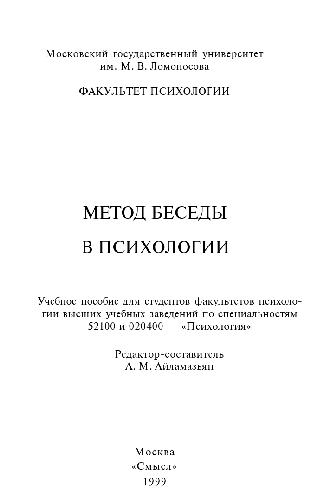 Московский государственный университет
им. М. В. Ломоносова
ФАКУЛЬТЕТ ПСИХОЛОГИИ
МЕТОД БЕСЕДЫ
В ПСИХОЛОГИИ
Учебное пособие для студентов факультетов психоло-
гии высших учебных заведений по специальностям
52100 и 020400 — «Психология»
Редактор-составитель
А. М. Айламазьян
Москва
«Смысл»
1999